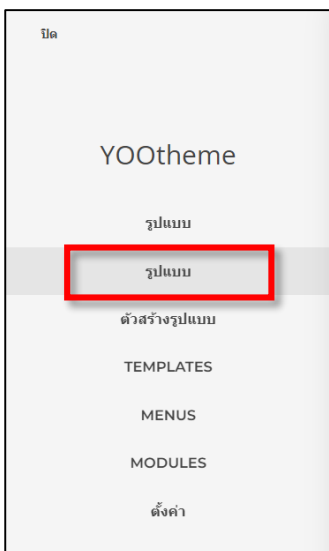 ปิด
YOOtheme
รูปแบบ
รูปแบบ
ตัวสร้างรูปแบบ
TEMPLATES
MENUS
MODULES
ตั้งค่า